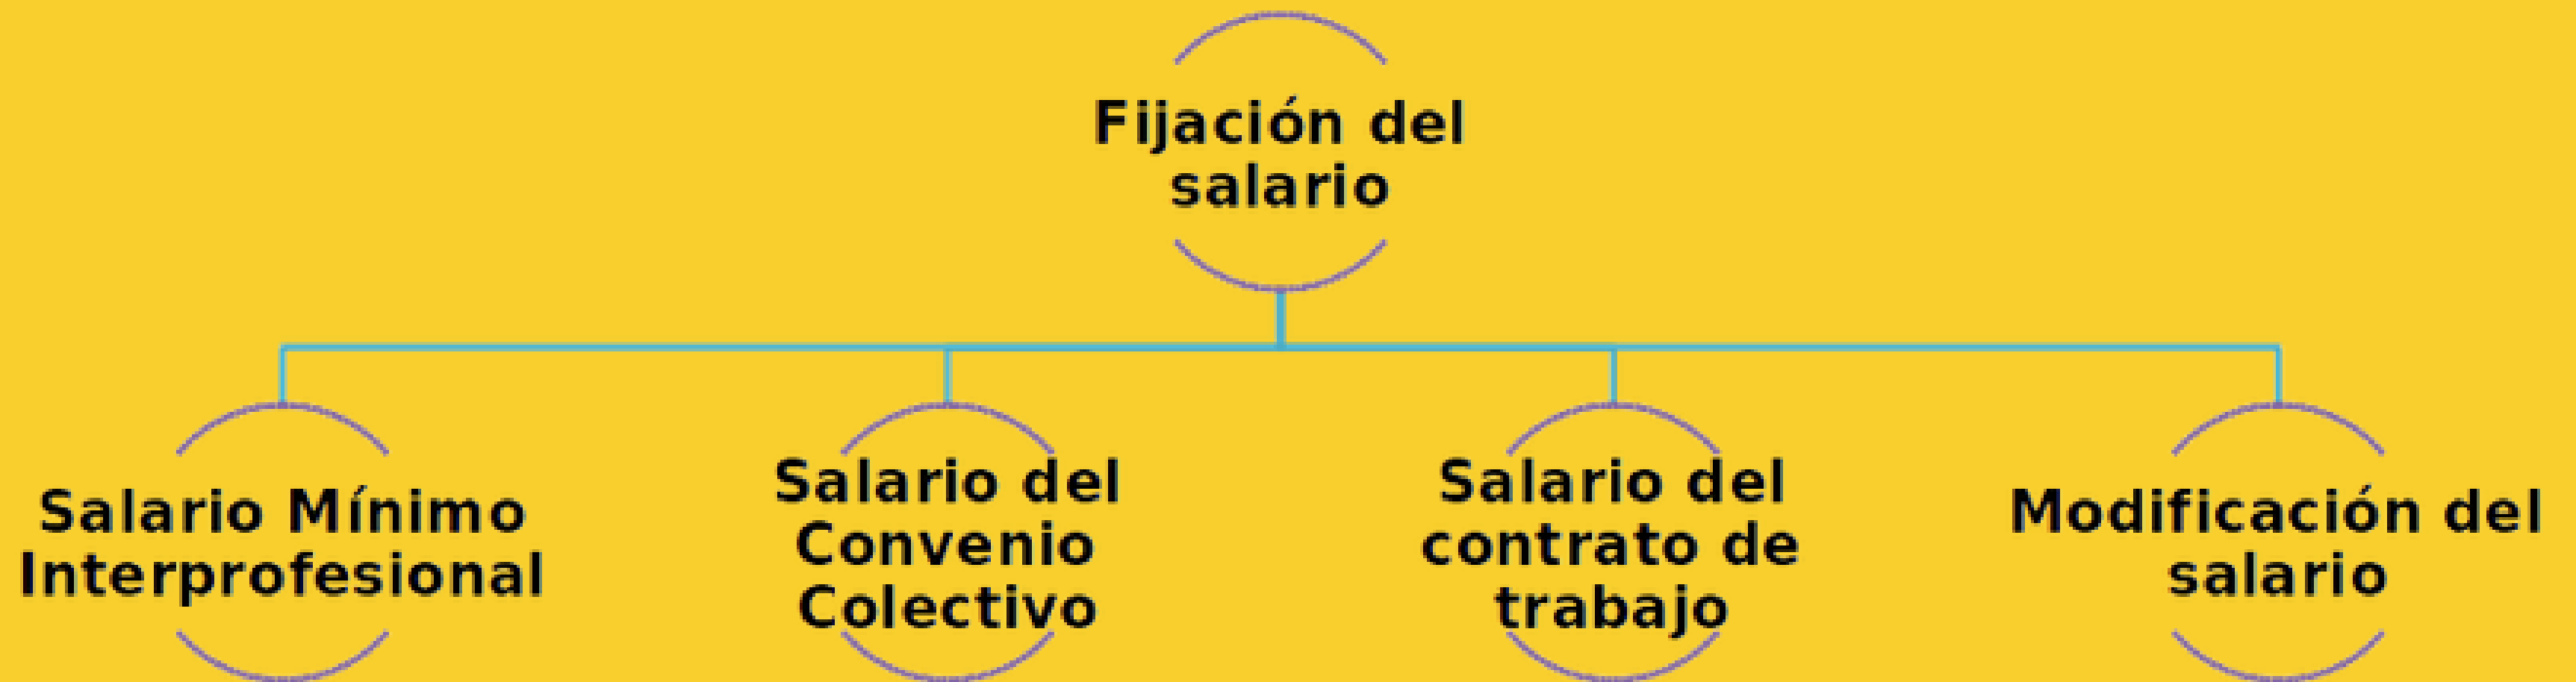 Fijación del
salario
Salario Mínimo
Interprofesional
Salario del
Convenio
Colectivo
Salario del
contrato de
trabajo
Modificación del
salario